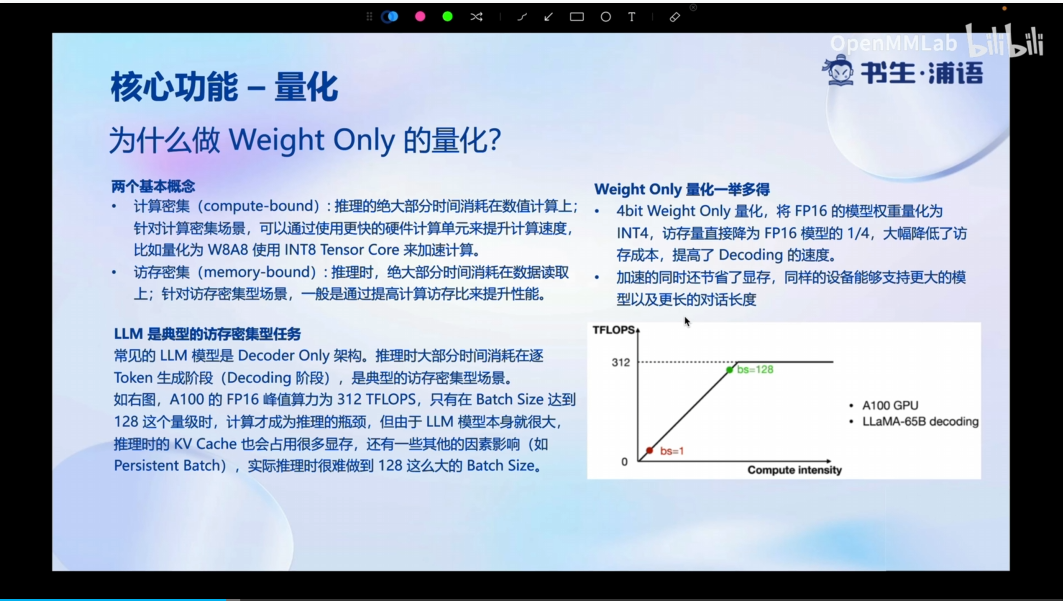 T
OpenMMLab bilibili
书生·浦语
核心功能 – 量化
为什么做 Weight Only 的量化？
两个基本概念
• 计算密集（compute-bound）：推理的绝大部分时间消耗在数值计算上；
针对计算密集场景，可以通过使用更快的硬件计算单元来提升计算速度，
比如量化为 W8A8 使用 INT8 Tensor Core 来加速计算。
• 访存密集（memory-bound）：推理时，绝大部分时间消耗在数据读取
上；针对访存密集型场景，一般是通过提高计算访存比来提升性能。
LLM 是典型的访存密集型任务
常见的 LLM 模型是 Decoder Only 架构。推理时大部分时间消耗在逐
Token 生成阶段（Decoding 阶段），是典型的访存密集型场景。
如右图，A100 的 FP16 峰值算力为 312 TFLOPS，只有在 Batch Size 达到
128 这个量级时，计算才成为推理的瓶颈，但由于 LLM 模型本身就很大，
推理时的 KV Cache 也会占用很多显存，还有一些其他的因素影响（如
Persistent Batch），实际推理时很难做到 128 这么大的 Batch Size。
Weight Only 量化一举多得
• 4bit Weight Only 量化，将 FP16 的模型权重量化为
INT4，访存量直接降为 FP16 模型的 1/4，大幅降低了访
存成本，提高了 Decoding 的速度。
• 加速的同时还节省了显存，同样的设备能够支持更大的模
型以及更长的对话长度
TFLOPS
312
bs=128
• A100 GPU
• LLaMA-65B decoding
bs=1
0
Compute intensity